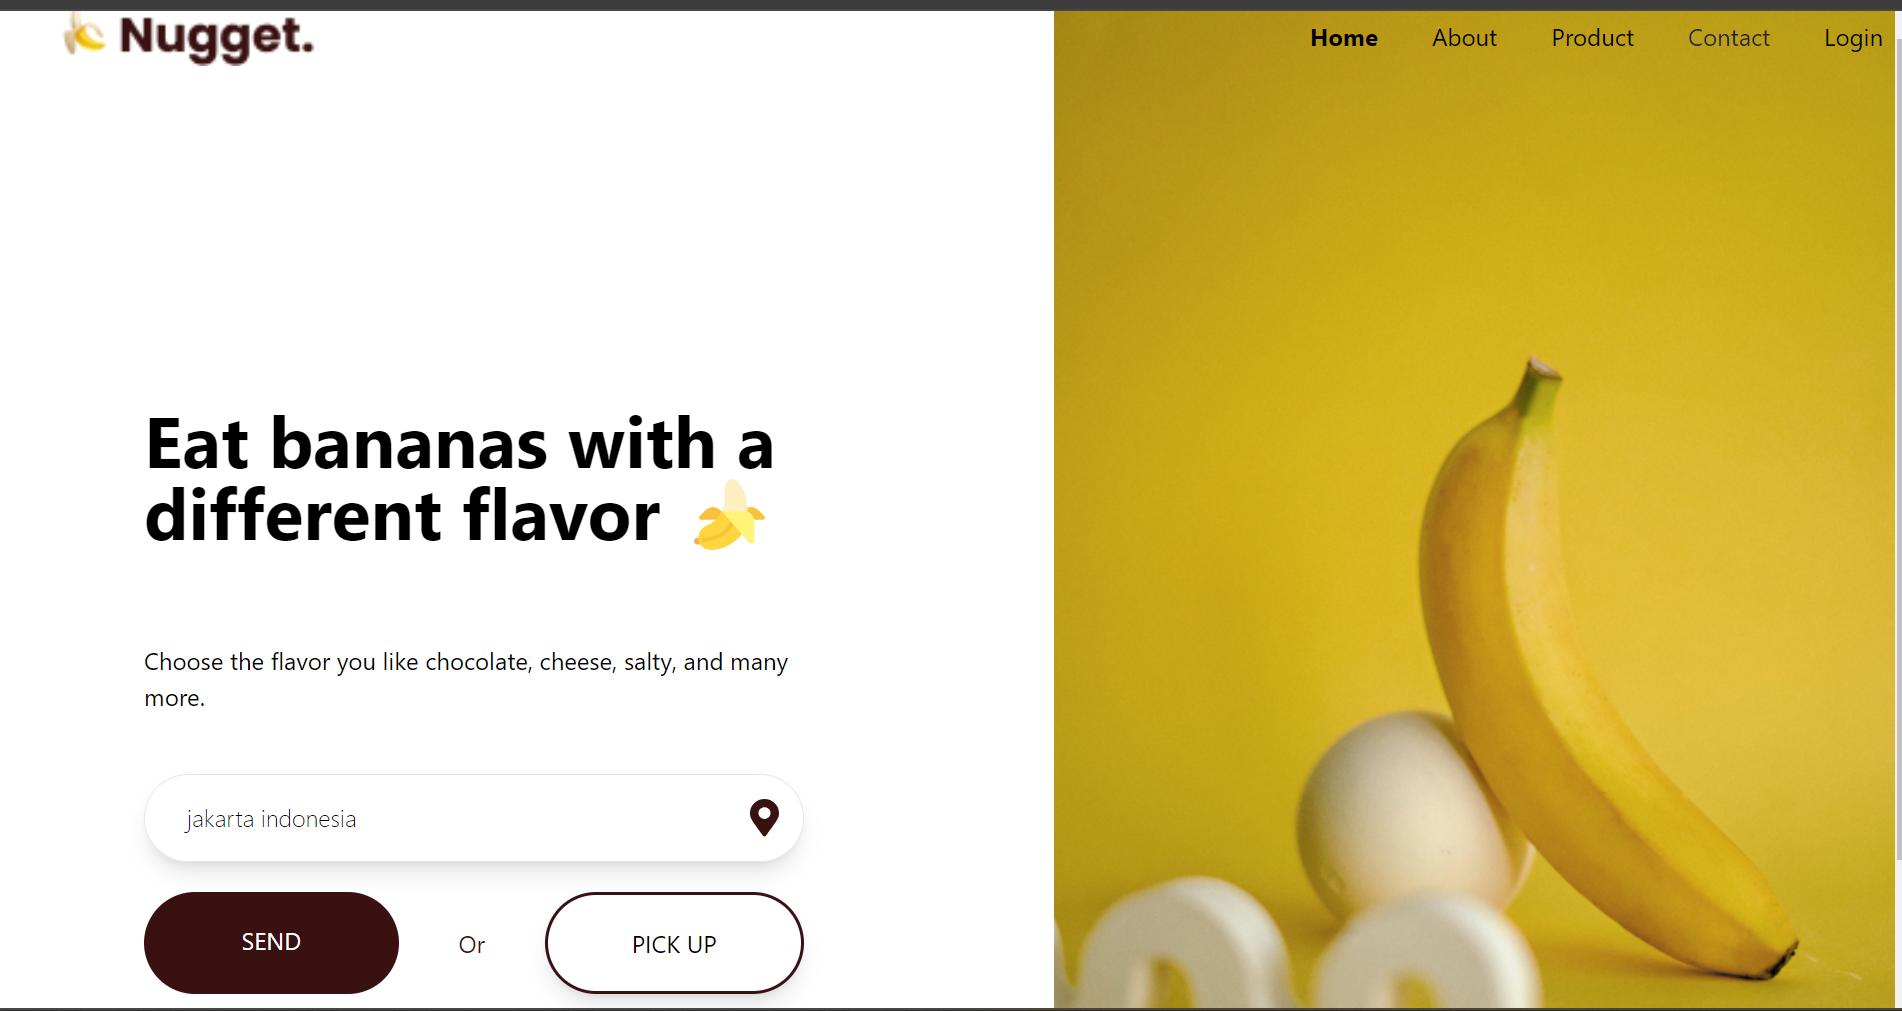 Nugget.
Home About Product Contact Login
Eat bananas with a
different flavor 🍌
Choose the flavor you like chocolate, cheese, salty, and many
more.
jakarta indonesia
SEND Or PICK UP